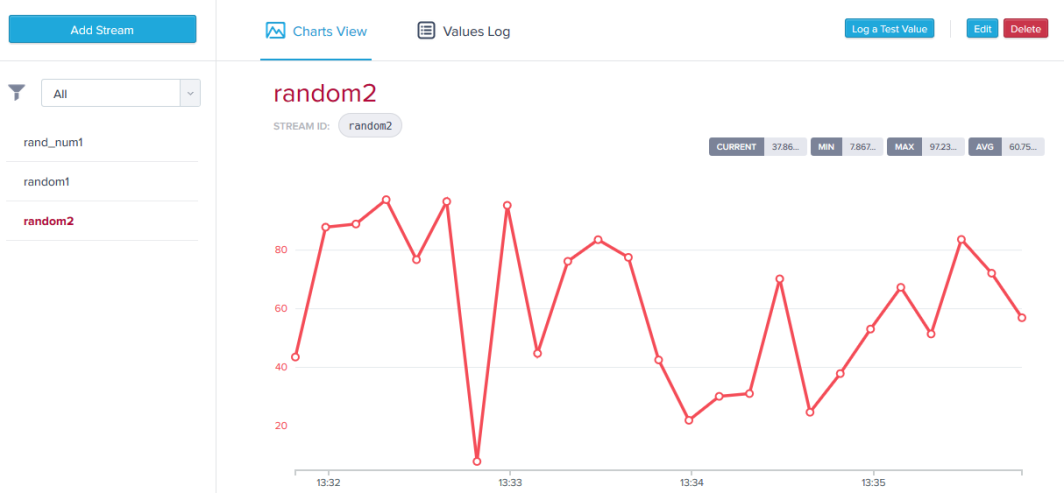 Add Stream
Charts View
Values Log
Log a Test Value
Edit
Delete
All
rand_num1
random1
random2
random2
STREAM ID: random2
CURRENT 37.86... MIN 7.867... MAX 97.23... AVG 60.75...
80
60
40
20
13:32 13:33 13:34 13:35